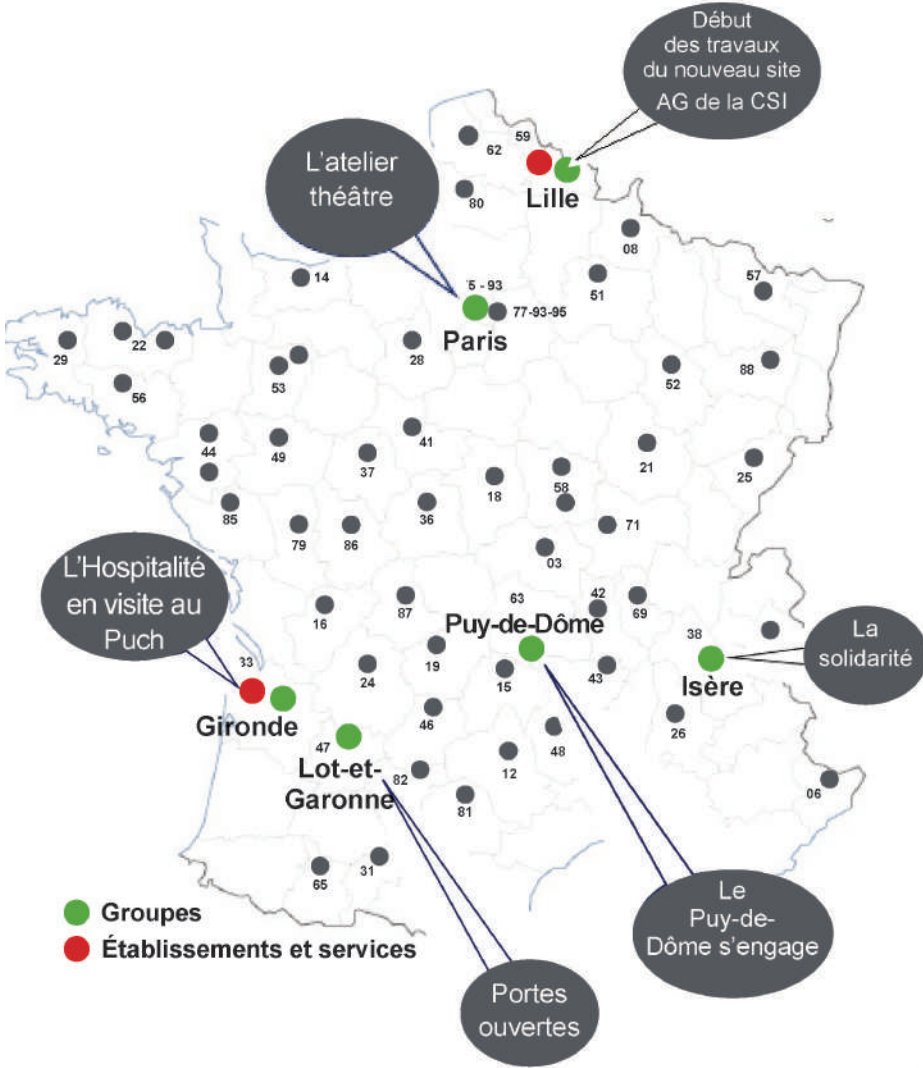 Début
des travaux
du nouveau site
AG de la CSI
L'atelier
théâtre
59
62
Lille
80
08
14
5 - 93
51
57
77-93-95
Paris
29
22
28
53
52
88
56
44
49
41
37
18
58
21
25
85
79
86
36
71
03
L'Hospitalité
en visite au
Puch
16
87
63
42
69
Puy-de-Dôme
38
La
solidarité
33
24
19
15
43
Isère
Gironde
47
46
48
26
Lot-et-
Garonne
82
12
81
06
65
31
Groupes
Établissements et services
Le
Puy-de-
Dôme s'engage
Portes
ouvertes